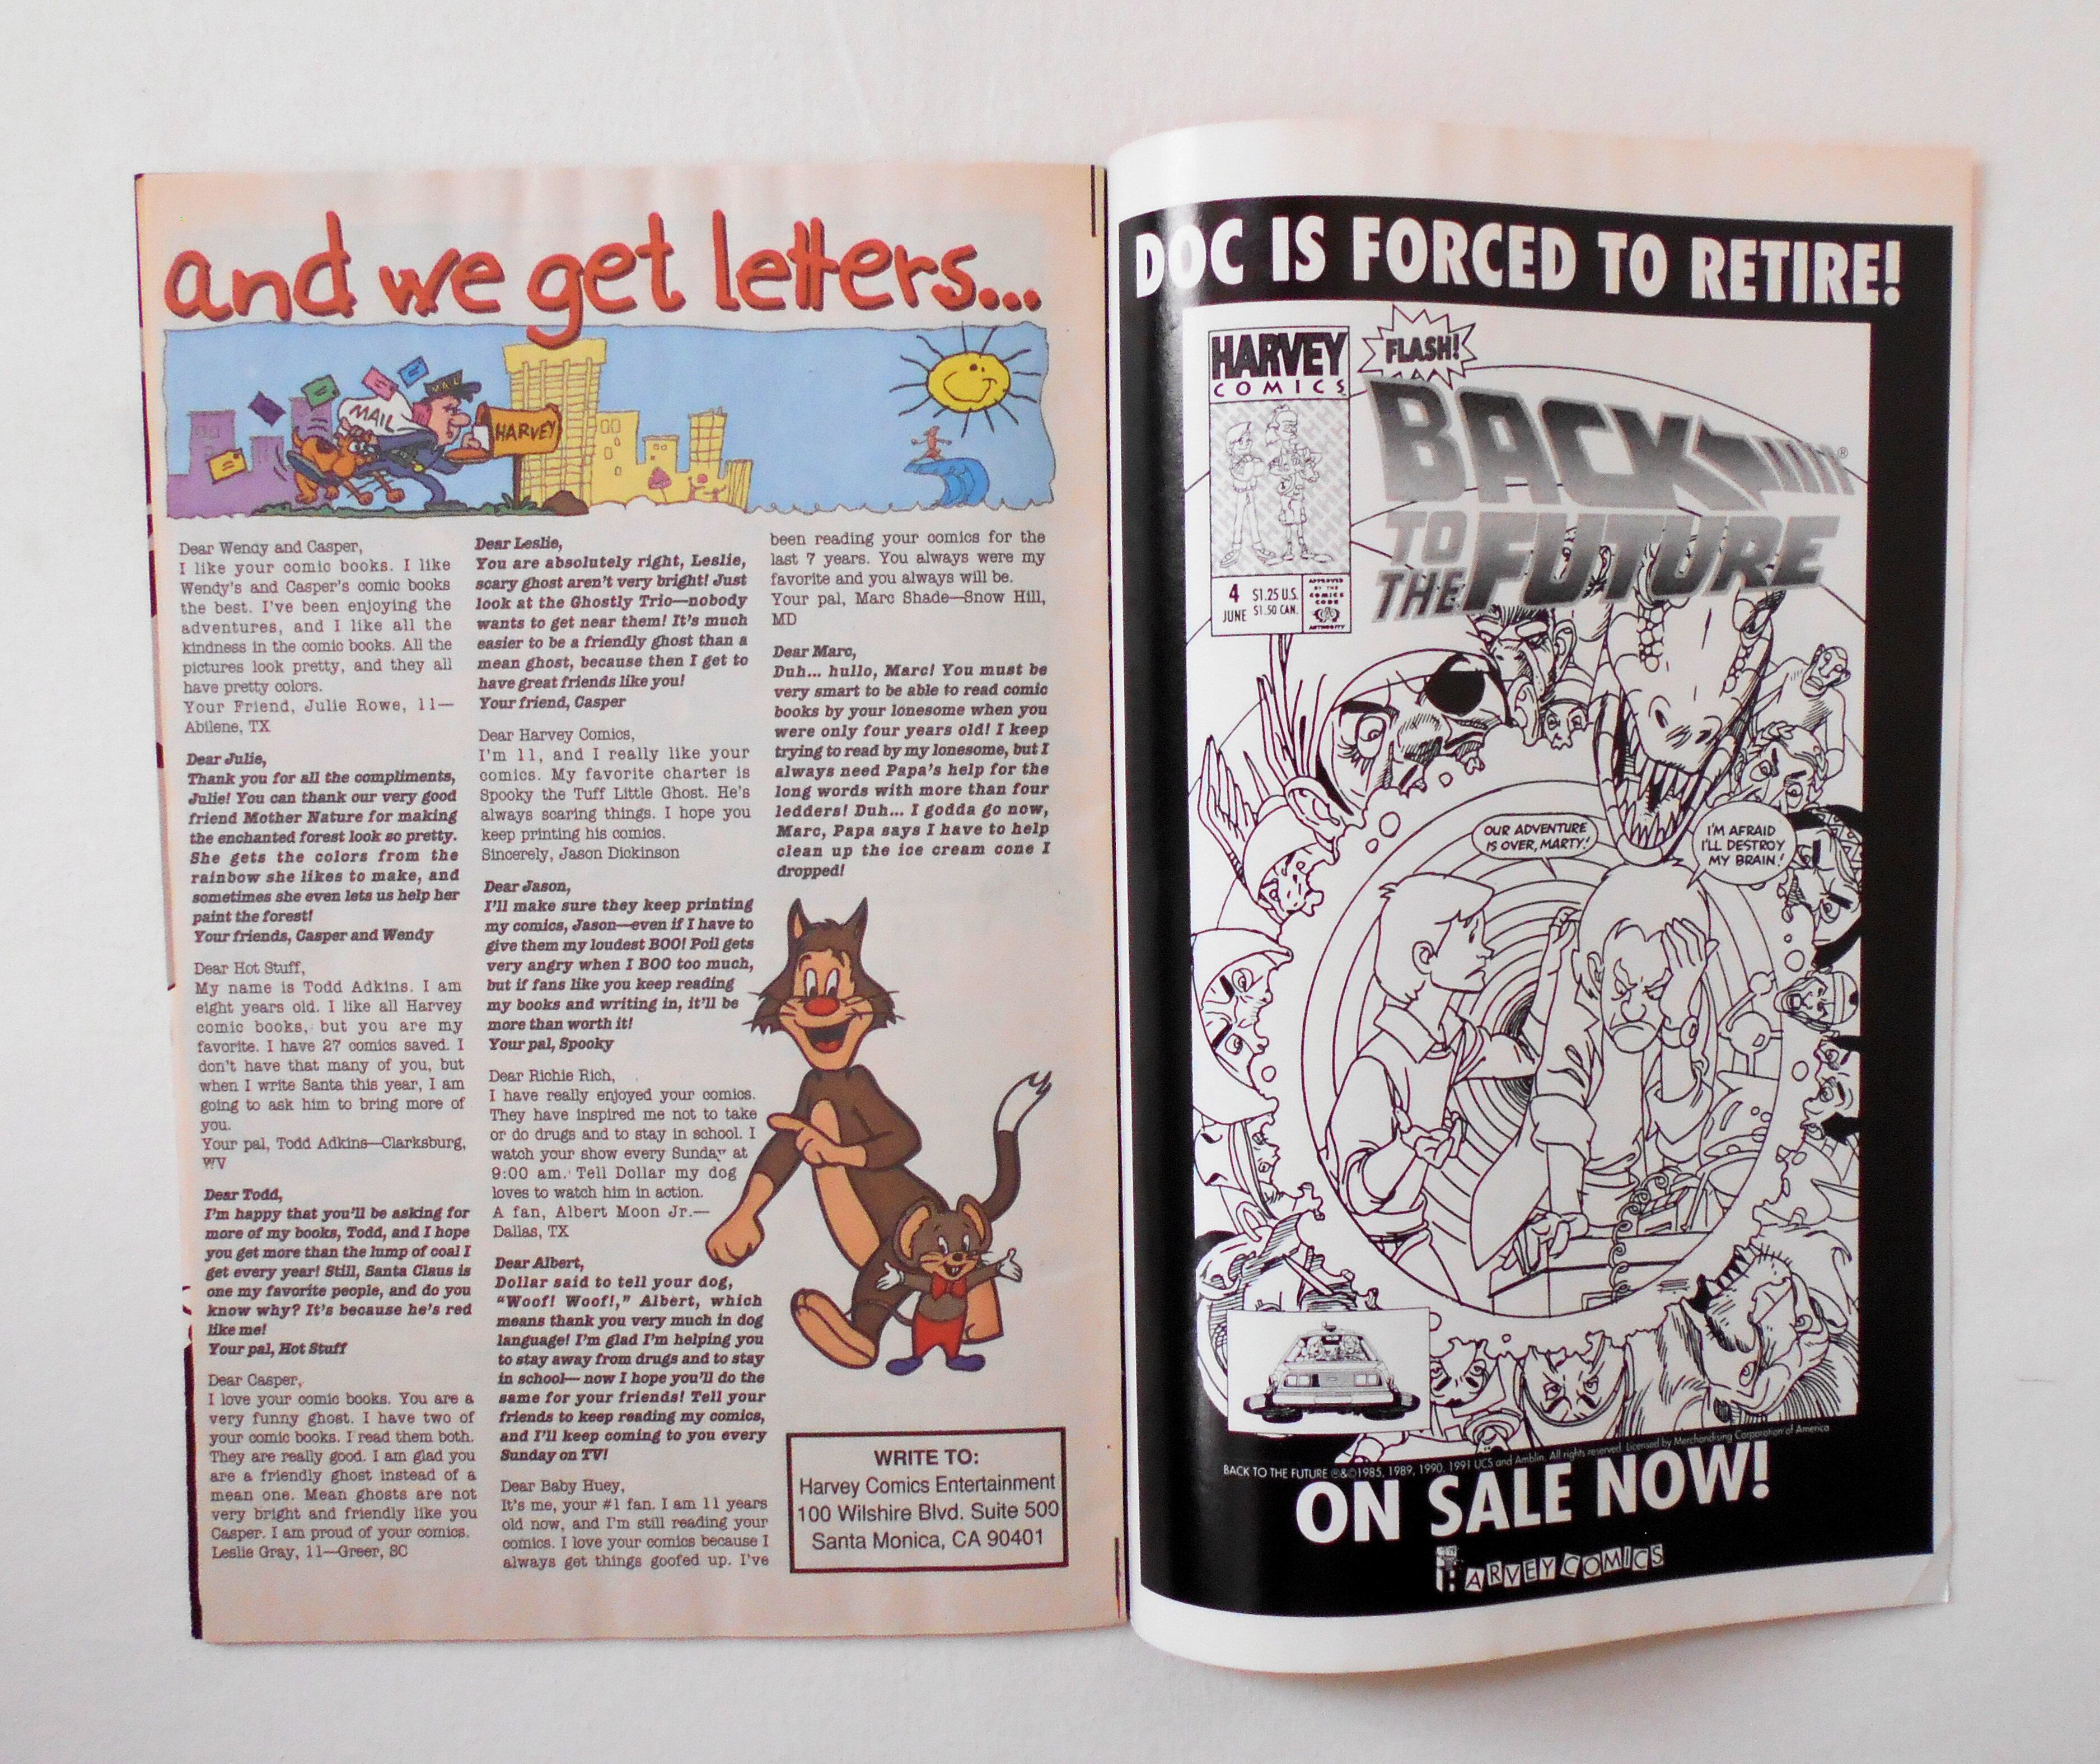 and we get letters...
MAIL
MAIL
HARVEY
Dear Wendy and Casper,
I like your comic books. I like
Wendy's and Casper's comic books
the best. I've been enjoying the
adventures, and I like all the
kindness in the comic books. All the
pictures look pretty, and they all
have pretty colors.
Your Friend, Julie Rowe, 11—
Abilene, TX
Dear Julie,
Thank you for all the compliments,
Julie! You can thank our very good
friend Mother Nature for making
the enchanted forest look so pretty.
She gets the colors from the
rainbow she likes to make, and
sometimes she even lets us help her
paint the forest!
Your friends, Casper and Wendy
Dear Hot Stuff,
My name is Todd Adkins. I am
eight years old. I like all Harvey
comic books, but you are my
favorite. I have 27 comics saved. I
don't have that many of you, but
when I write Santa this year, I am
going to ask him to bring more of
you.
Your pal, Todd Adkins—Clarksburg,
WV
Dear Todd,
I'm happy that you'll be asking for
more of my books, Todd, and I hope
you get more than the lump of coal I
get every year! Still, Santa Claus is
one my favorite people, and do you
know why? It's because he's red
like me!
Your pal, Hot Stuff
Dear Casper,
I love your comic books. You are a
very funny ghost. I have two of
your comic books. I read them both.
They are really good. I am glad you
are a friendly ghost instead of a
mean one. Mean ghosts are not
very bright and friendly like you
Casper. I am proud of your comics.
Leslie Gray, 11—Greer, SC
Dear Leslie,
You are absolutely right, Leslie,
scary ghost aren't very bright! Just
look at the Ghostly Trio—nobody
wants to get near them! It's much
easier to be a friendly ghost than a
mean ghost, because then I get to
have great friends like you!
Your friend, Casper
Dear Harvey Comics,
I'm 11, and I really like your
comics. My favorite charter is
Spooky the Tuff Little Ghost. He's
always scaring things. I hope you
keep printing his comics.
Sincerely, Jason Dickinson
Dear Jason,
I'll make sure they keep printing
my comics, Jason—even if I have to
give them my loudest BOO! Poil gets
very angry when I BOO too much,
but if fans like you keep reading
my books and writing in, it'll be
more than worth it!
Your pal, Spooky
Dear Richie Rich,
I have really enjoyed your comics.
They have inspired me not to take
or do drugs and to stay in school. I
watch your show every Sunday at
9:00 am. Tell Dollar my dog
loves to watch him in action.
A fan, Albert Moon Jr.—
Dallas, TX
Dear Albert,
Dollar said to tell your dog,
"Woof! Woof!," Albert, which
means thank you very much in dog
language! I'm glad I'm helping you
to stay away from drugs and to stay
in school—now I hope you'll do the
same for your friends! Tell your
friends to keep reading my comics,
and I'll keep coming to you every
Sunday on TV!
Dear Baby Huey,
It's me, your #1 fan. I am 11 years
old now, and I'm still reading your
comics. I love your comics because I
always get things goofed up. I've
been reading your comics for the
last 7 years. You always were my
favorite and you always will be.
Your pal, Marc Shade—Snow Hill,
MD
Dear Marc,
Duh... hullo, Marc! You must be
very smart to be able to read comic
books by your lonesome when you
were only four years old! I keep
trying to read by my lonesome, but I
always need Papa's help for the
long words with more than four
ledders! Duh... I godda go now,
Marc, Papa says I have to help
clean up the ice cream cone I
dropped!
WRITE TO:
Harvey Comics Entertainment
100 Wilshire Blvd. Suite 500
Santa Monica, CA 90401
DOC IS FORCED TO RETIRE!
HARVEY
COMICS
FLASH!
BACK
TO
THE FUTURE
®
4
JUNE
$1.25 U.S.
$1.50 CAN.
APPROVED
BY THE
COMICS
CODE
AUTHORITY
OUR ADVENTURE
IS OVER, MARTY!
I'M AFRAID
I'LL DESTROY
MY BRAIN!
BACK TO THE FUTURE ®&©1985, 1989, 1990, 1991 UCS and Amblin. All rights reserved. Licensed by Merchandising Corporation of America
ON SALE NOW!
HARVEY COMICS